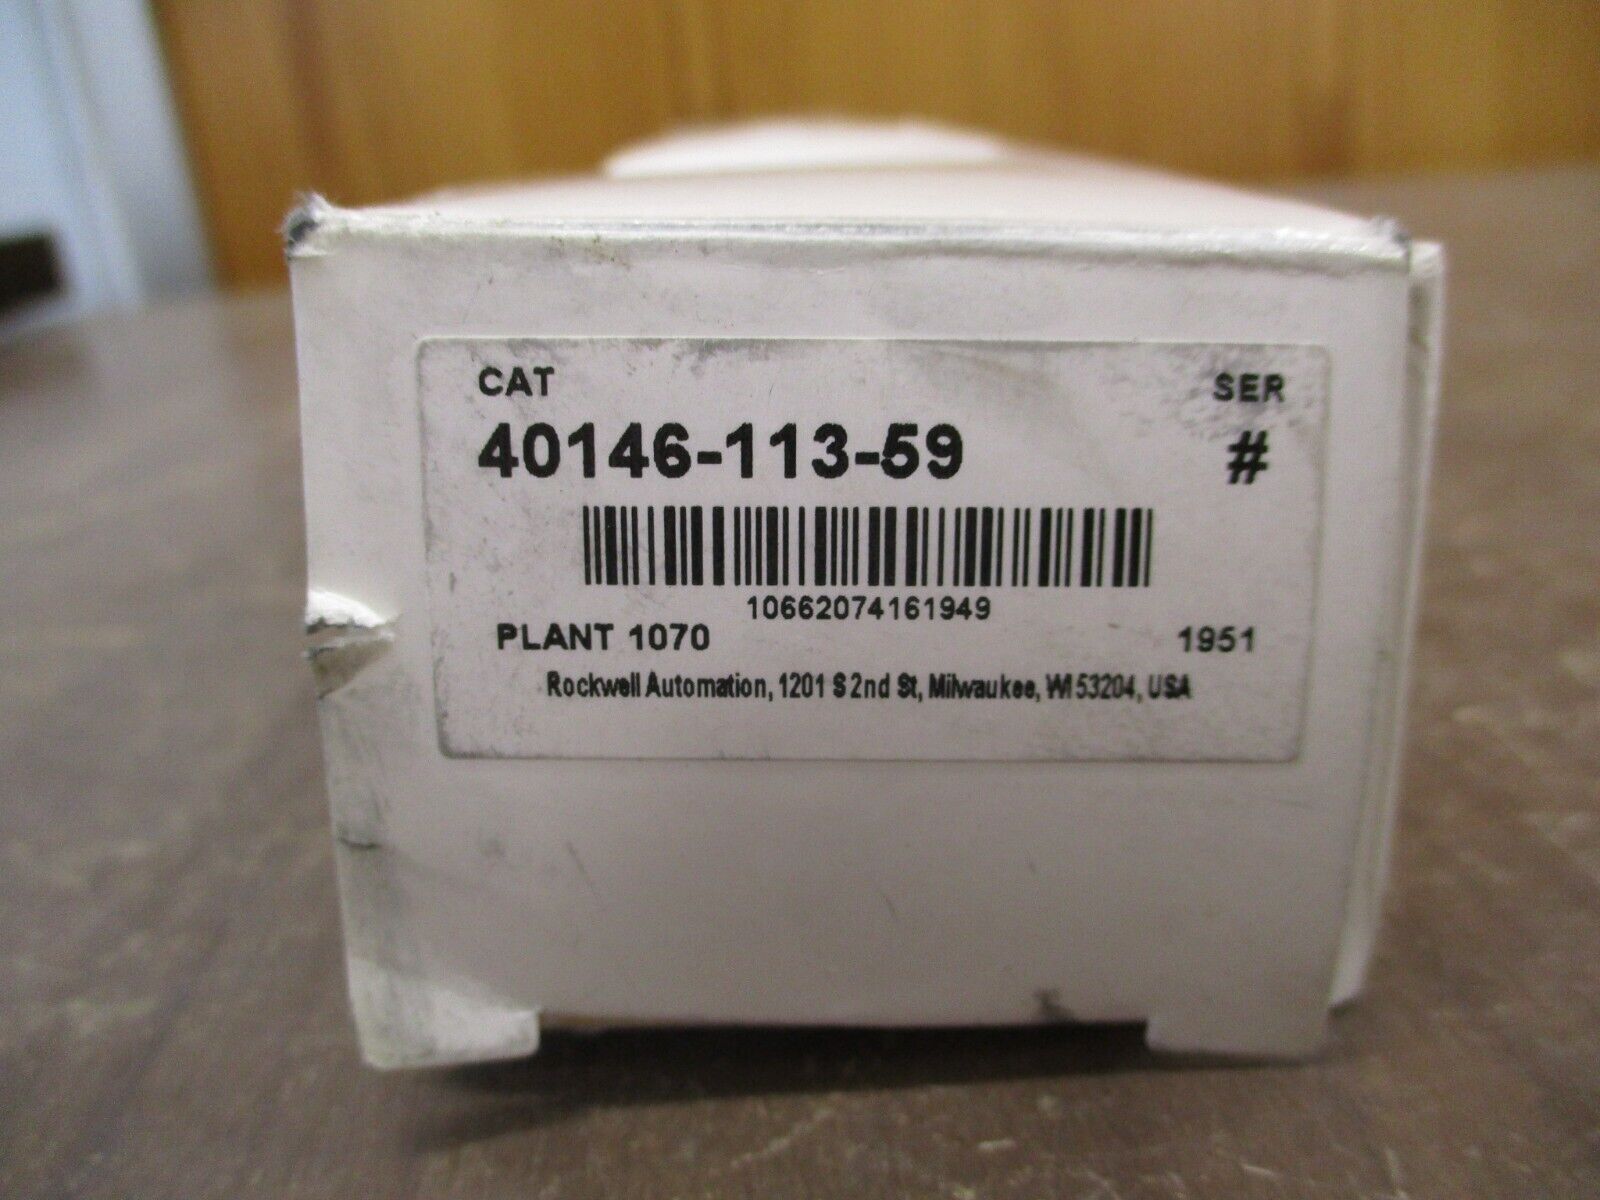 CAT SER
40146-113-59 #
10662074161949
PLANT 1070 1951
Rockwell Automation, 1201 S 2nd St, Milwaukee, WI 53204, USA